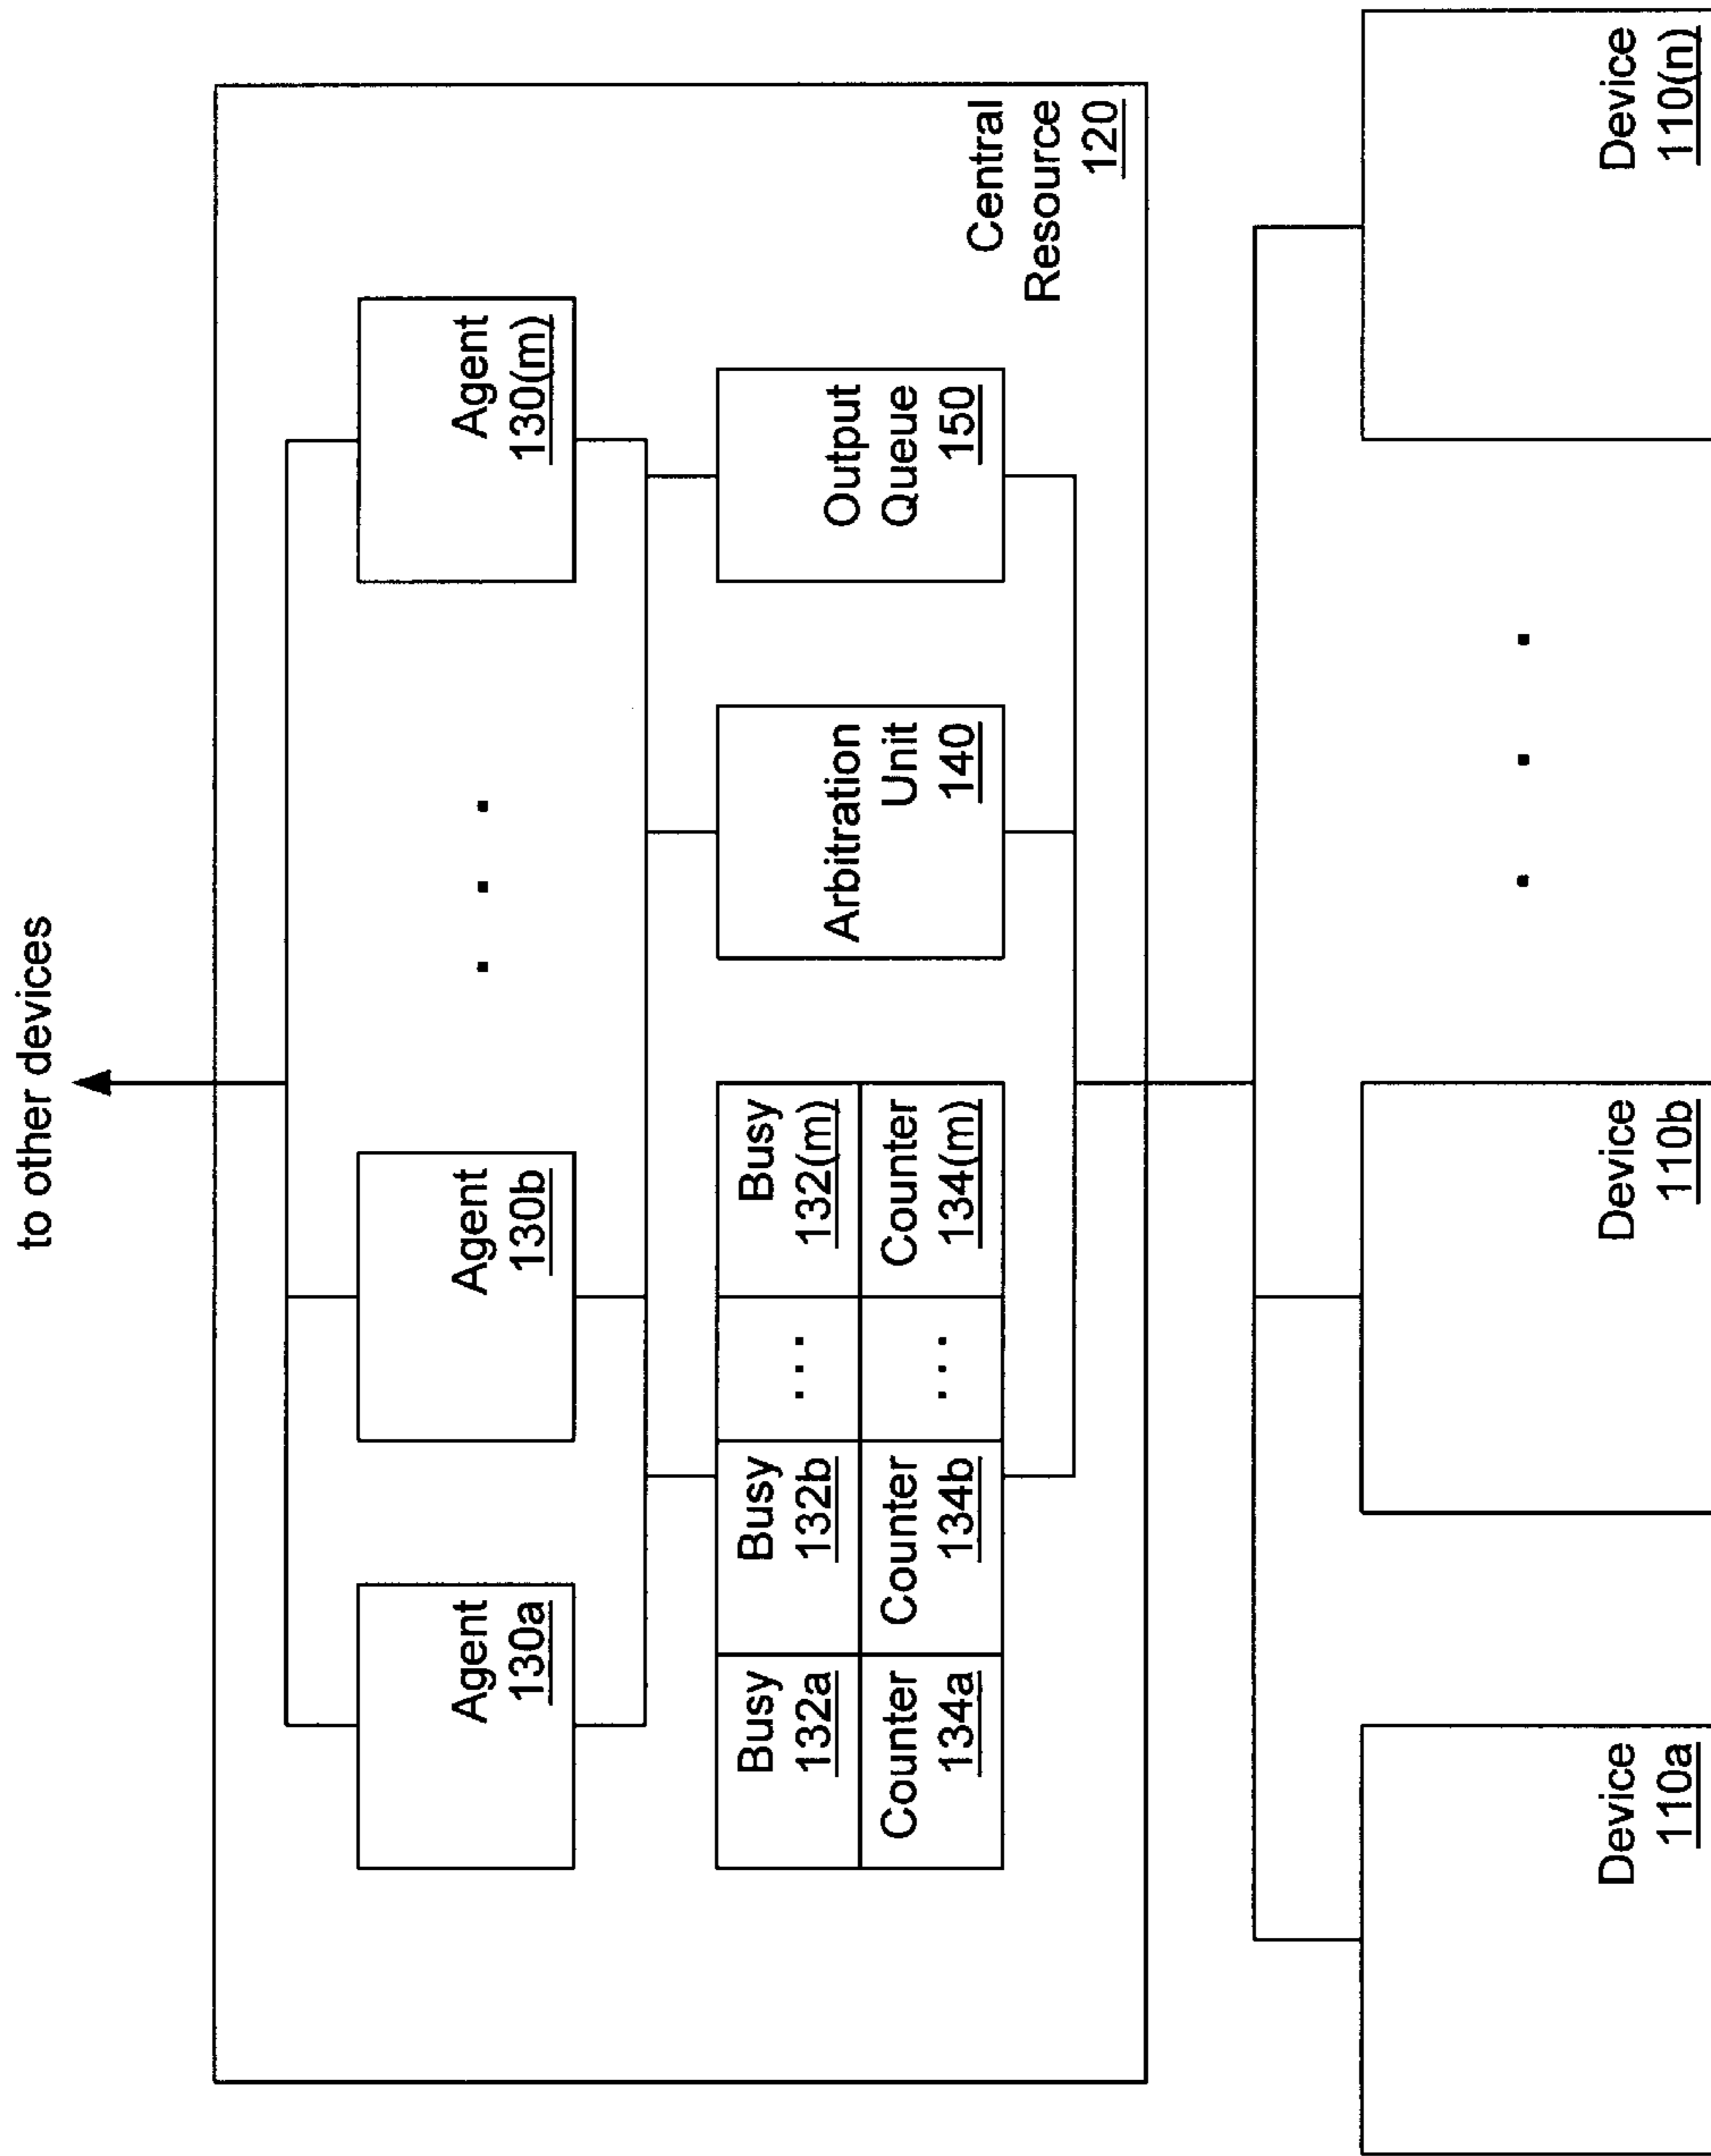 to other devices
Agent
130a
Agent
130b
. . .
Agent
130(m)
Busy
132a
Busy
132b
...
Busy
132(m)
Counter
134a
Counter
134b
...
Counter
134(m)
Arbitration
Unit
140
Output
Queue
150
Central
Resource
120
Device
110a
Device
110b
. . .
Device
110(n)